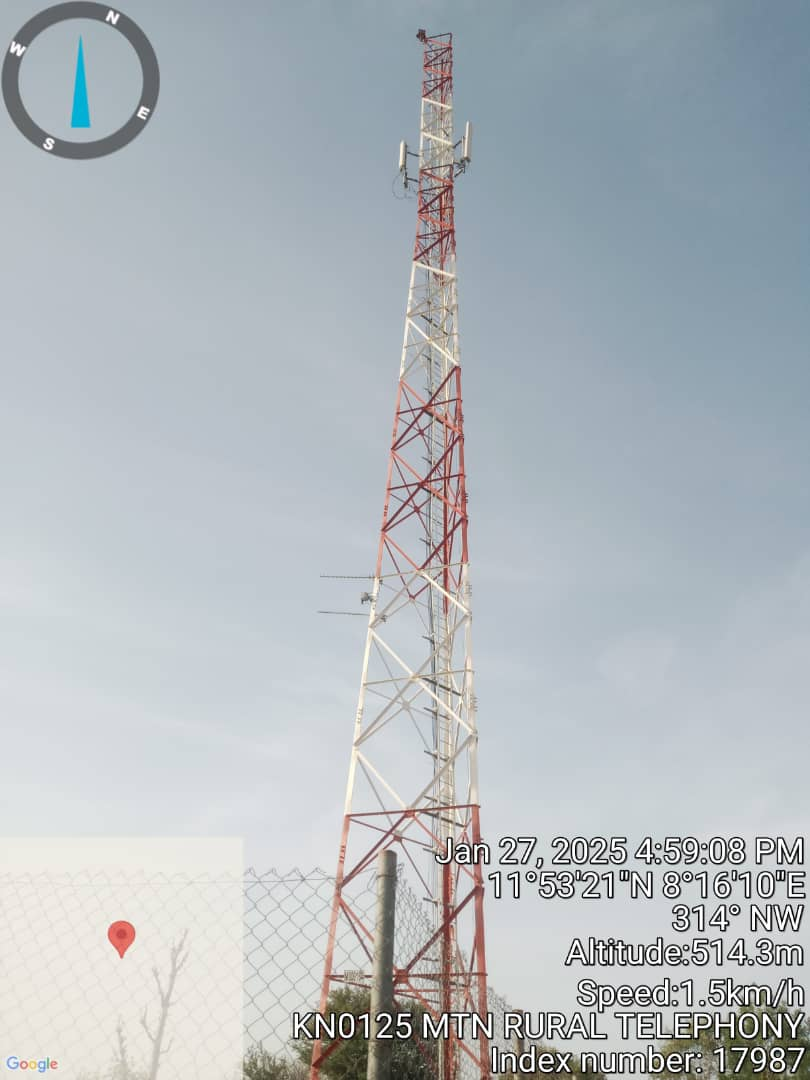 N
W
E
S
Jan 27, 2025 4:59:08 PM
11°53'21"N 8°16'10"E
314° NW
Altitude:514.3m
Speed:1.5km/h
KN0125 MTN RURAL TELEPHONY
Index number: 17987
Google